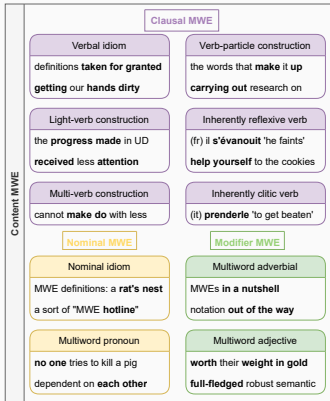 Content MWE
Clausal MWE
Verbal idiom
definitions taken for granted
getting our hands dirty
Verb-particle construction
the words that make it up
carrying out research on
Light-verb construction
the progress made in UD
received less attention
Inherently reflexive verb
(fr) il s'évanouit 'he faints'
help yourself to the cookies
Multi-verb construction
cannot make do with less
Inherently clitic verb
(it) prenderle 'to get beaten'
Nominal MWE
Modifier MWE
Nominal idiom
MWE definitions: a rat's nest
a sort of "MWE hotline"
Multiword adverbial
MWEs in a nutshell
notation out of the way
Multiword pronoun
no one tries to kill a pig
dependent on each other
Multiword adjective
worth their weight in gold
full-fledged robust semantic